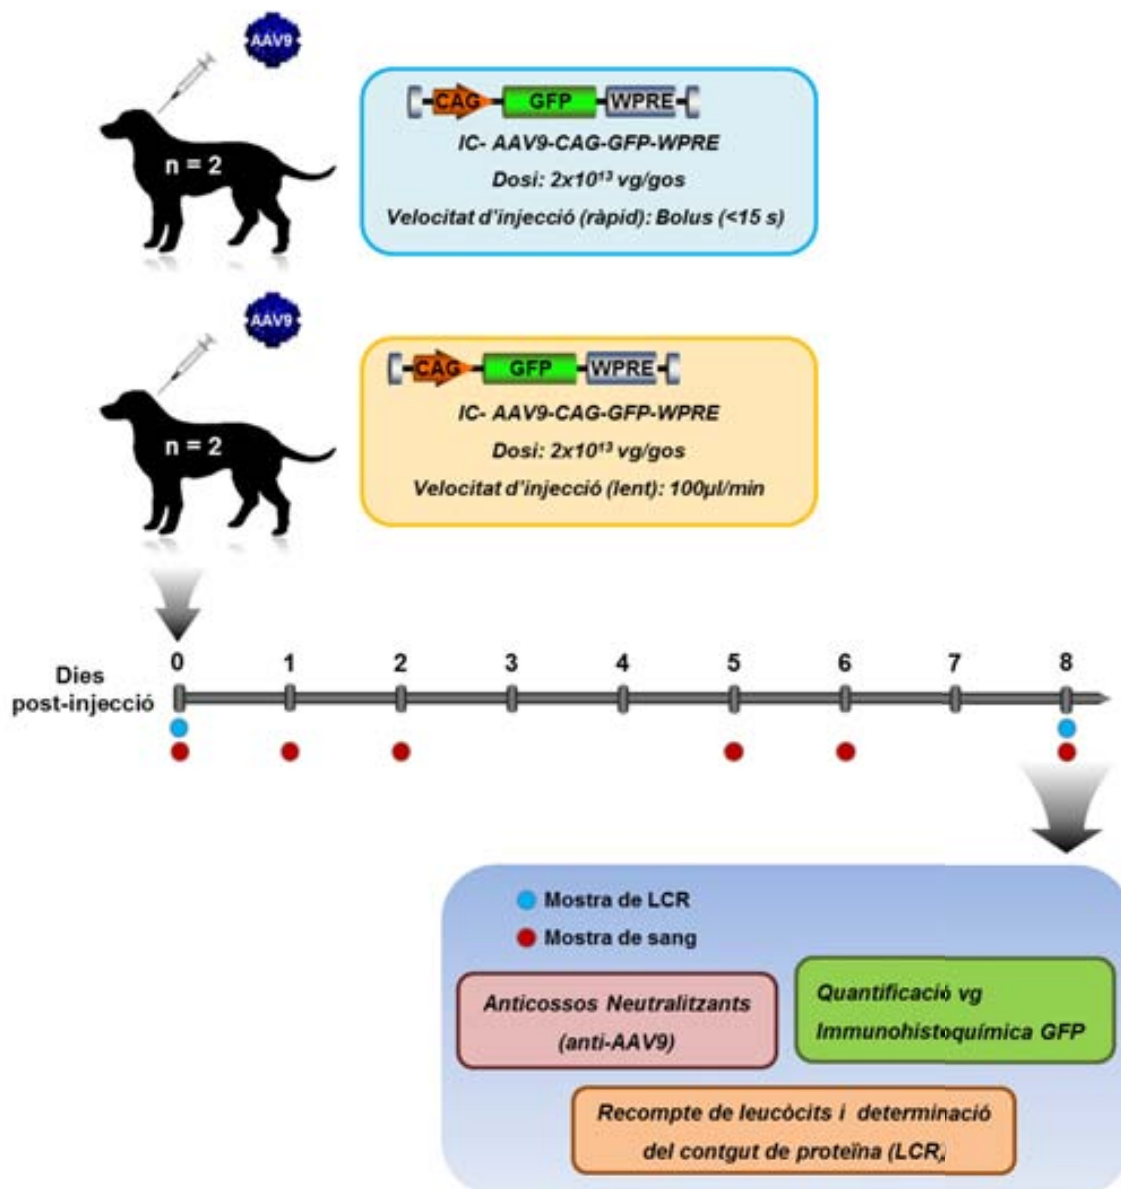 AAV9
n = 2
CAG GFP WPRE
IC- AAV9-CAG-GFP-WPRE
Dosi: 2x10¹³ vg/gos
Velocitat d'injecció (ràpid): Bolus (<15 s)
AAV9
n = 2
CAG GFP WPRE
IC- AAV9-CAG-GFP-WPRE
Dosi: 2x10¹³ vg/gos
Velocitat d'injecció (lent): 100µl/min
0 1 2 3 4 5 6 7 8
Dies
post-injecció
Mostra de LCR
Mostra de sang
Anticossos Neutralitzants
(anti-AAV9)
Quantificació vg
Immunohistoquímica GFP
Recompte de leucòcits i determinació
del contgut de proteïna (LCR)